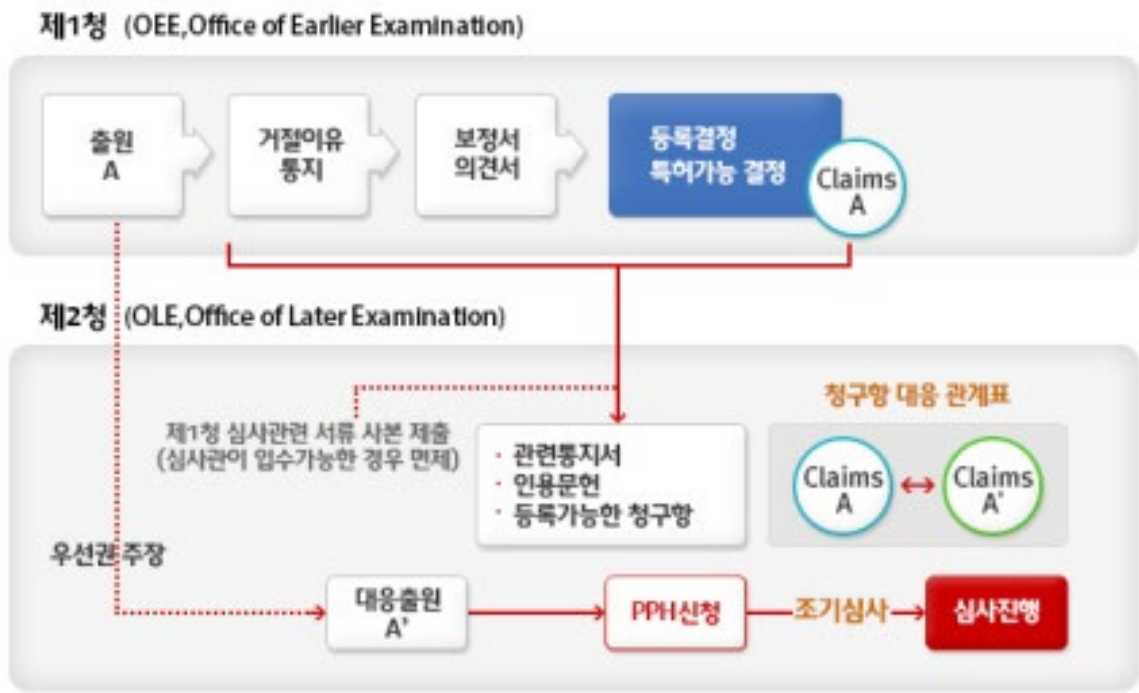 제1청 (OEE,Office of Earlier Examination)
출원
A
거절이유
통지
보정서
의견서
등록결정
특허가능 결정
Claims
A
제2청 (OLE,Office of Later Examination)
제1청 심사관련 서류 사본 제출
(심사관이 입수가능한 경우 면제)
· 관련통지서
· 인용문헌
· 등록가능한 청구항
청구항 대응 관계표
Claims
A
Claims
A'
우선권 주장
대응출원
A'
PPH신청
조기심사
심사진행